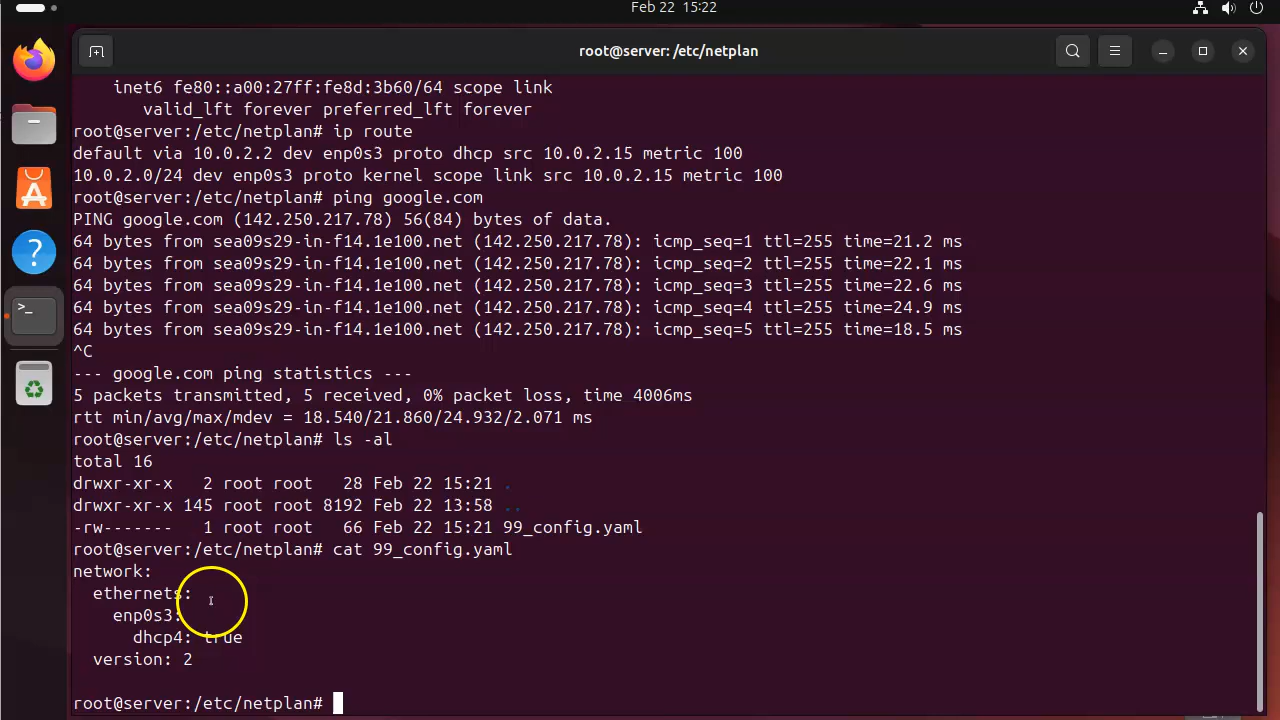 Feb 22 15:22
root@server: /etc/netplan
inet6 fe80::a00:27ff:fe8d:3b60/64 scope link
valid_lft forever preferred_lft forever
root@server:/etc/netplan# ip route
default via 10.0.2.2 dev enp0s3 proto dhcp src 10.0.2.15 metric 100
10.0.2.0/24 dev enp0s3 proto kernel scope link src 10.0.2.15 metric 100
root@server:/etc/netplan# ping google.com
PING google.com (142.250.217.78) 56(84) bytes of data.
64 bytes from sea09s29-in-f14.1e100.net (142.250.217.78): icmp_seq=1 ttl=255 time=21.2 ms
64 bytes from sea09s29-in-f14.1e100.net (142.250.217.78): icmp_seq=2 ttl=255 time=22.1 ms
64 bytes from sea09s29-in-f14.1e100.net (142.250.217.78): icmp_seq=3 ttl=255 time=22.6 ms
64 bytes from sea09s29-in-f14.1e100.net (142.250.217.78): icmp_seq=4 ttl=255 time=24.9 ms
64 bytes from sea09s29-in-f14.1e100.net (142.250.217.78): icmp_seq=5 ttl=255 time=18.5 ms
^C
--- google.com ping statistics ---
5 packets transmitted, 5 received, 0% packet loss, time 4006ms
rtt min/avg/max/mdev = 18.540/21.860/24.932/2.071 ms
root@server:/etc/netplan# ls -al
total 16
drwxr-xr-x   2 root root   28 Feb 22 15:21 .
drwxr-xr-x 145 root root 8192 Feb 22 13:58 ..
-rw-------   1 root root   66 Feb 22 15:21 99_config.yaml
root@server:/etc/netplan# cat 99_config.yaml
network:
  ethernets:
    enp0s3:
      dhcp4: true
  version: 2
root@server:/etc/netplan#